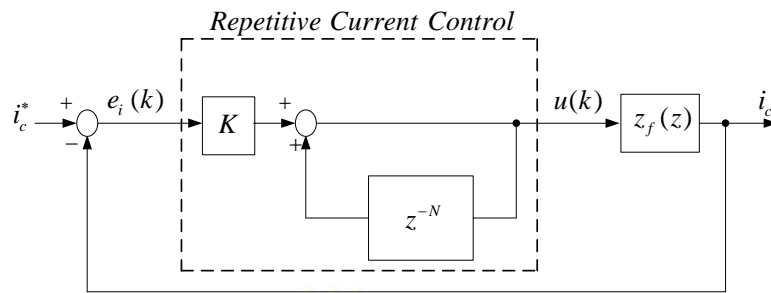 Repetitive Current Control
i_c^* + e_i(k) K + u(k) z_f(z) i_c
− +
z^{-N}